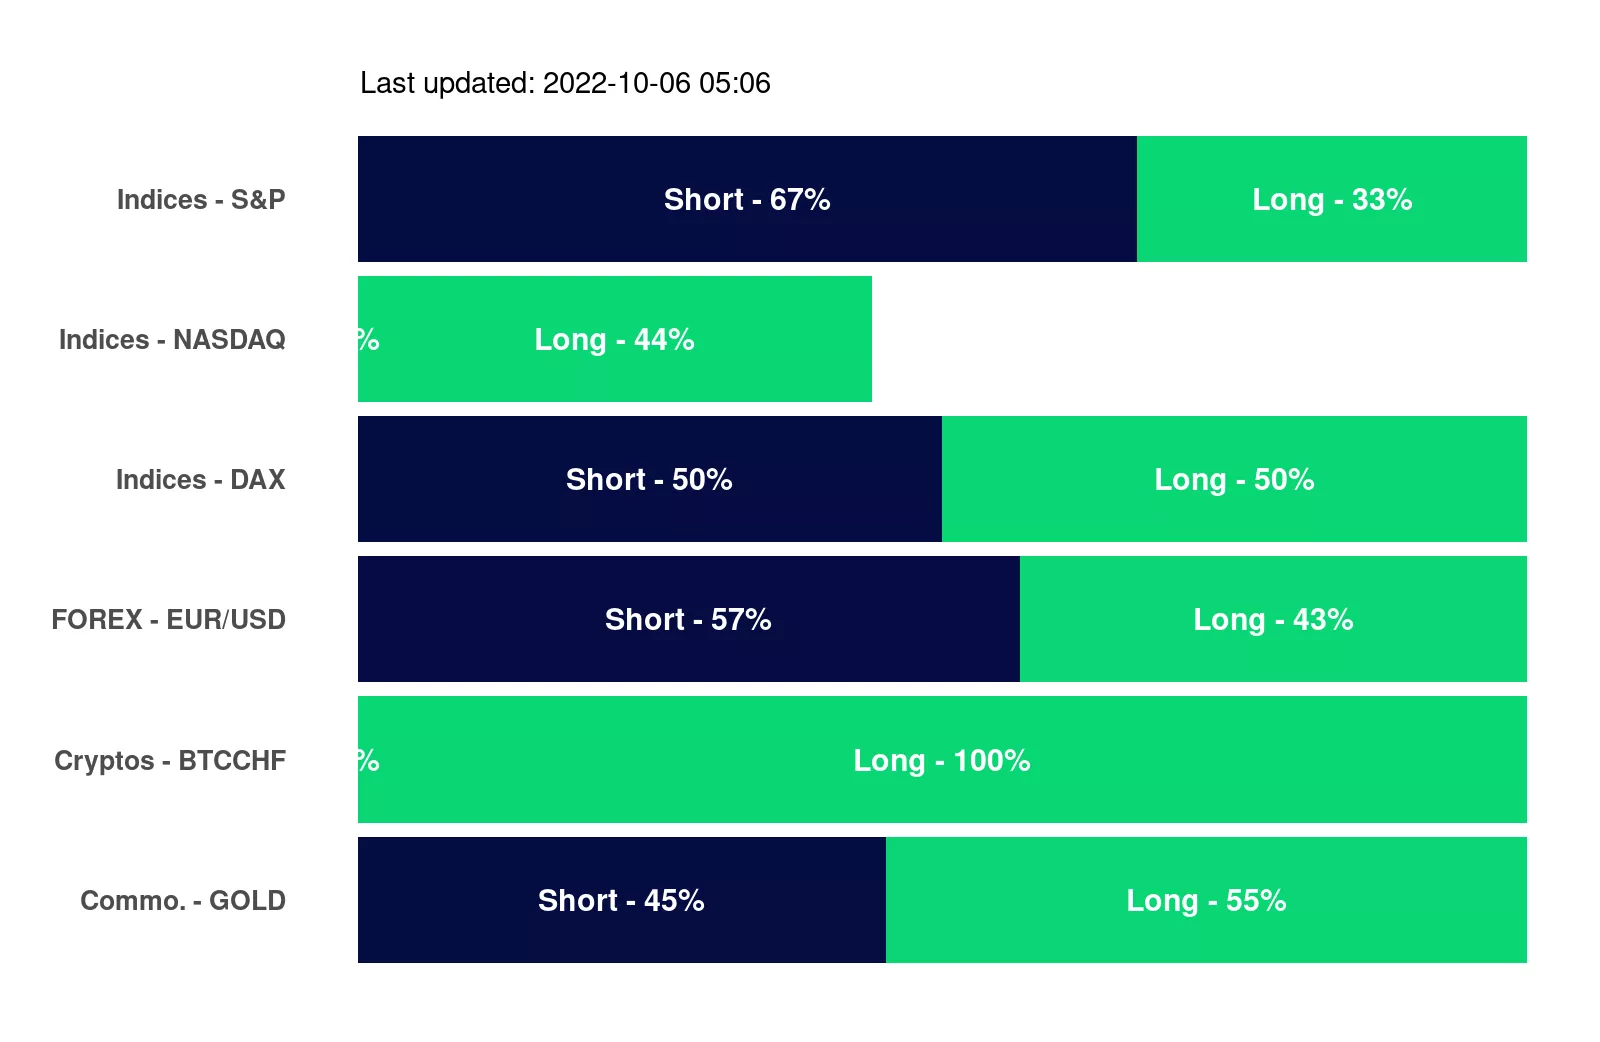 Last updated: 2022-10-06 05:06
Indices - S&P Short - 67% Long - 33%
Indices - NASDAQ % Long - 44%
Indices - DAX Short - 50% Long - 50%
FOREX - EUR/USD Short - 57% Long - 43%
Cryptos - BTCCHF % Long - 100%
Commo. - GOLD Short - 45% Long - 55%